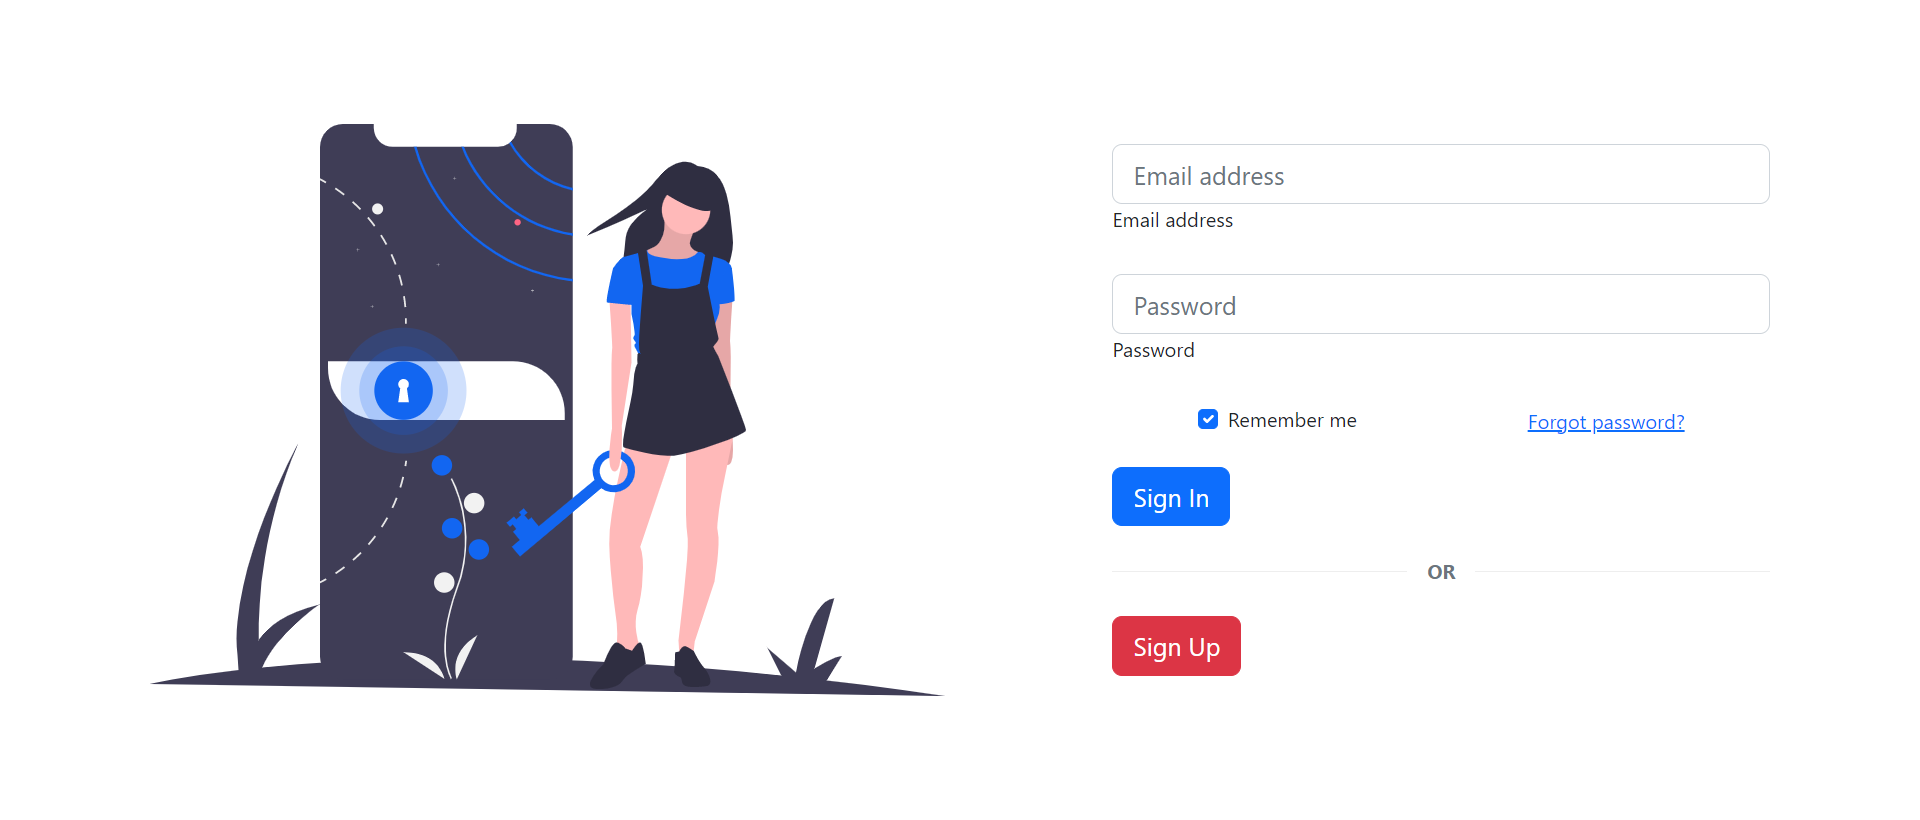 Email address
Email address
Password
Password
Remember me
Forgot password?
Sign In
OR
Sign Up